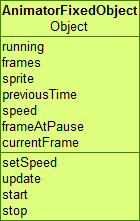 AnimatorFixedObject
Object
running
frames
sprite
previousTime
speed
frameAtPause
currentFrame
setSpeed
update
start
stop